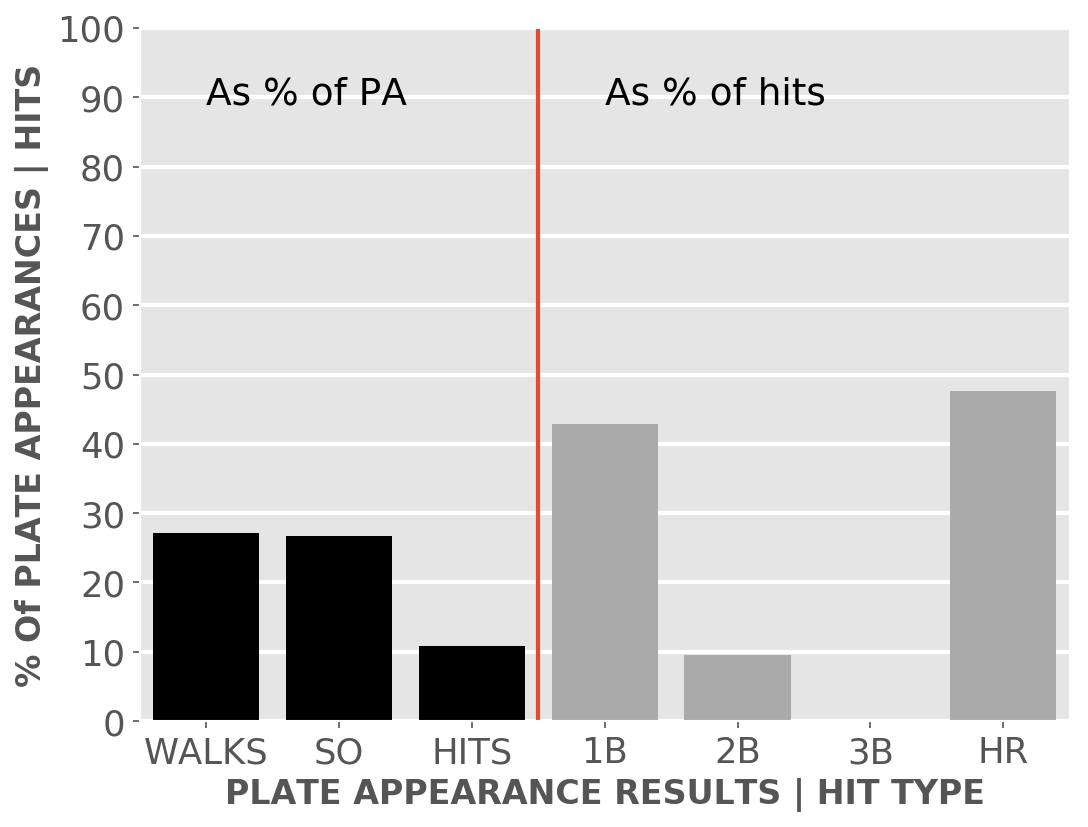 100
90
80
70
60
50
40
30
20
10
0
% Of PLATE APPEARANCES | HITS
As % of PA
As % of hits
WALKS SO HITS 1B 2B 3B HR
PLATE APPEARANCE RESULTS | HIT TYPE